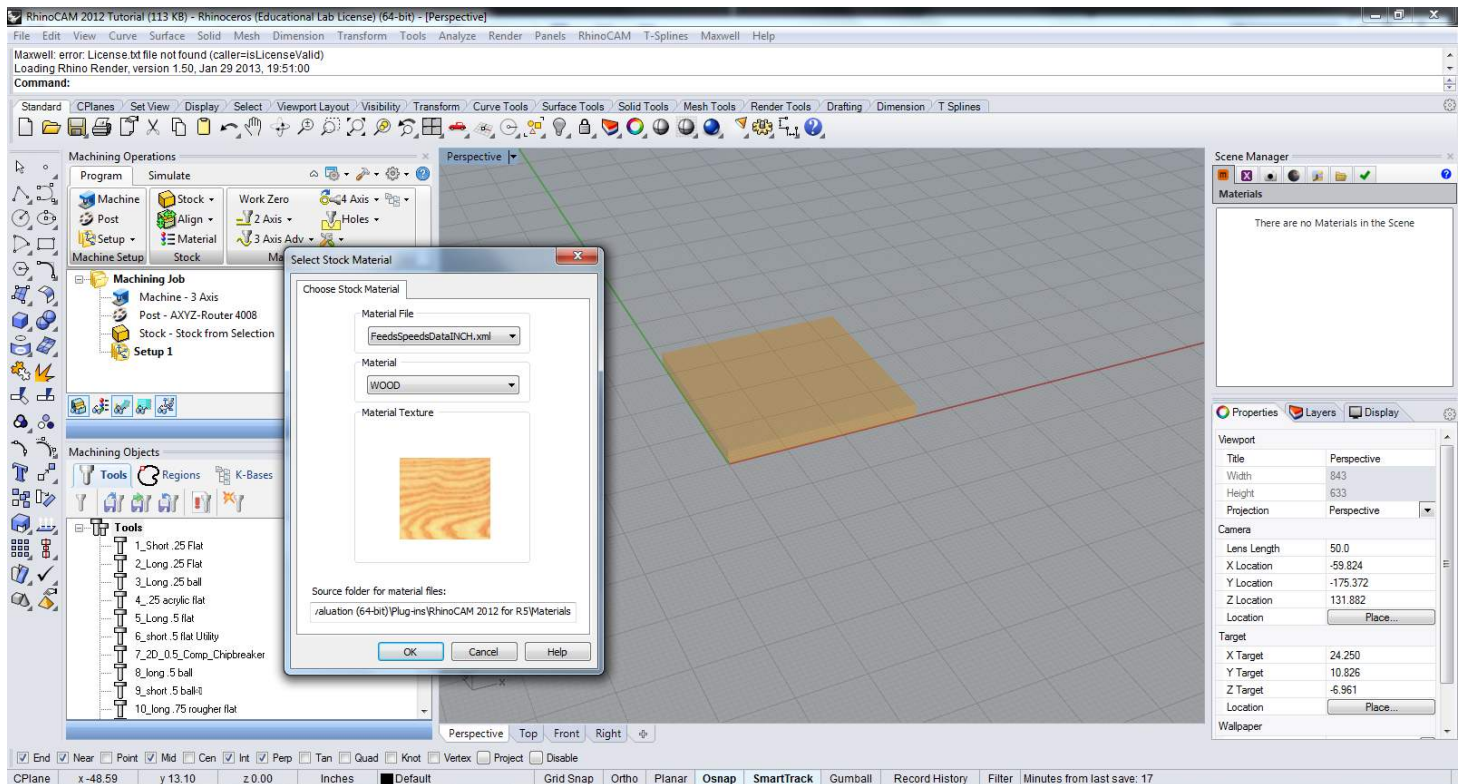 RhinoCAM 2012 Tutorial (113 KB) - Rhinoceros (Educational Lab License) (64-bit) - [Perspective]
File Edit View Curve Surface Solid Mesh Dimension Transform Tools Analyze Render Panels RhinoCAM T-Splines Maxwell Help
Maxwell: error: License.txt file not found (caller=isLicenseValid)
Loading Rhino Render, version 1.50, Jan 29 2013, 19:51:00
Command:
Standard CPlanes Set View Display Select Viewport Layout Visibility Transform Curve Tools Surface Tools Solid Tools Mesh Tools Render Tools Drafting Dimension T Splines
Machining Operations
Program Simulate
Machine Stock Work Zero 4 Axis
Post Align 2 Axis Holes
Setup Material 3 Axis Adv
Machine Setup Stock Ma
Machining Job
Machine - 3 Axis
Post - AXYZ-Router 4008
Stock - Stock from Selection
Setup 1
Machining Objects
Tools Regions K-Bases
Tools
1_Short .25 Flat
2_Long .25 Flat
3_Long .25 ball
4_.25 acrylic flat
5_Long .5 flat
6_short .5 flat Utility
7_2D_0.5_Comp_Chipbreaker
8_long .5 ball
9_short .5 ball
10_long .75 rougher flat
Select Stock Material
Choose Stock Material
Material File
FeedsSpeedsDataINCH.xml
Material
WOOD
Material Texture
Source folder for material files:
valuation (64-bit)\Plug-ins\RhinoCAM 2012 for R5\Materials
OK Cancel Help
Perspective
x
Perspective Top Front Right
Scene Manager
Materials
There are no Materials in the Scene
Properties Layers Display
Viewport
Title Perspective
Width 843
Height 633
Projection Perspective
Camera
Lens Length 50.0
X Location -59.824
Y Location -175.372
Z Location 131.882
Location Place...
Target
X Target 24.250
Y Target 10.826
Z Target -6.961
Location Place...
Wallpaper
End Near Point Mid Cen Int Perp Tan Quad Knot Vertex Project Disable
CPlane x -48.59 y 13.10 z 0.00 Inches Default Grid Snap Ortho Planar Osnap SmartTrack Gumball Record History Filter Minutes from last save: 17